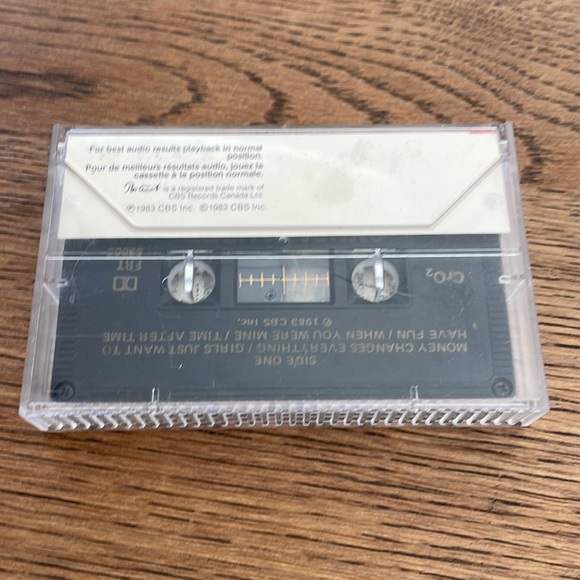 For best audio results playback in normal
position.
Pour de meilleurs résultats audio, jouez la
cassette à la position normale.
is a registered trade mark of
CBS Records Canada Ltd.
℗1983 CBS Inc. ©1983 CBS Inc.
SIDE ONE
MONEY CHANGES EVERYTHING / GIRLS JUST WANT TO
HAVE FUN / WHEN YOU WERE MINE / TIME AFTER TIME
℗ 1983 CBS Inc.
CrO2